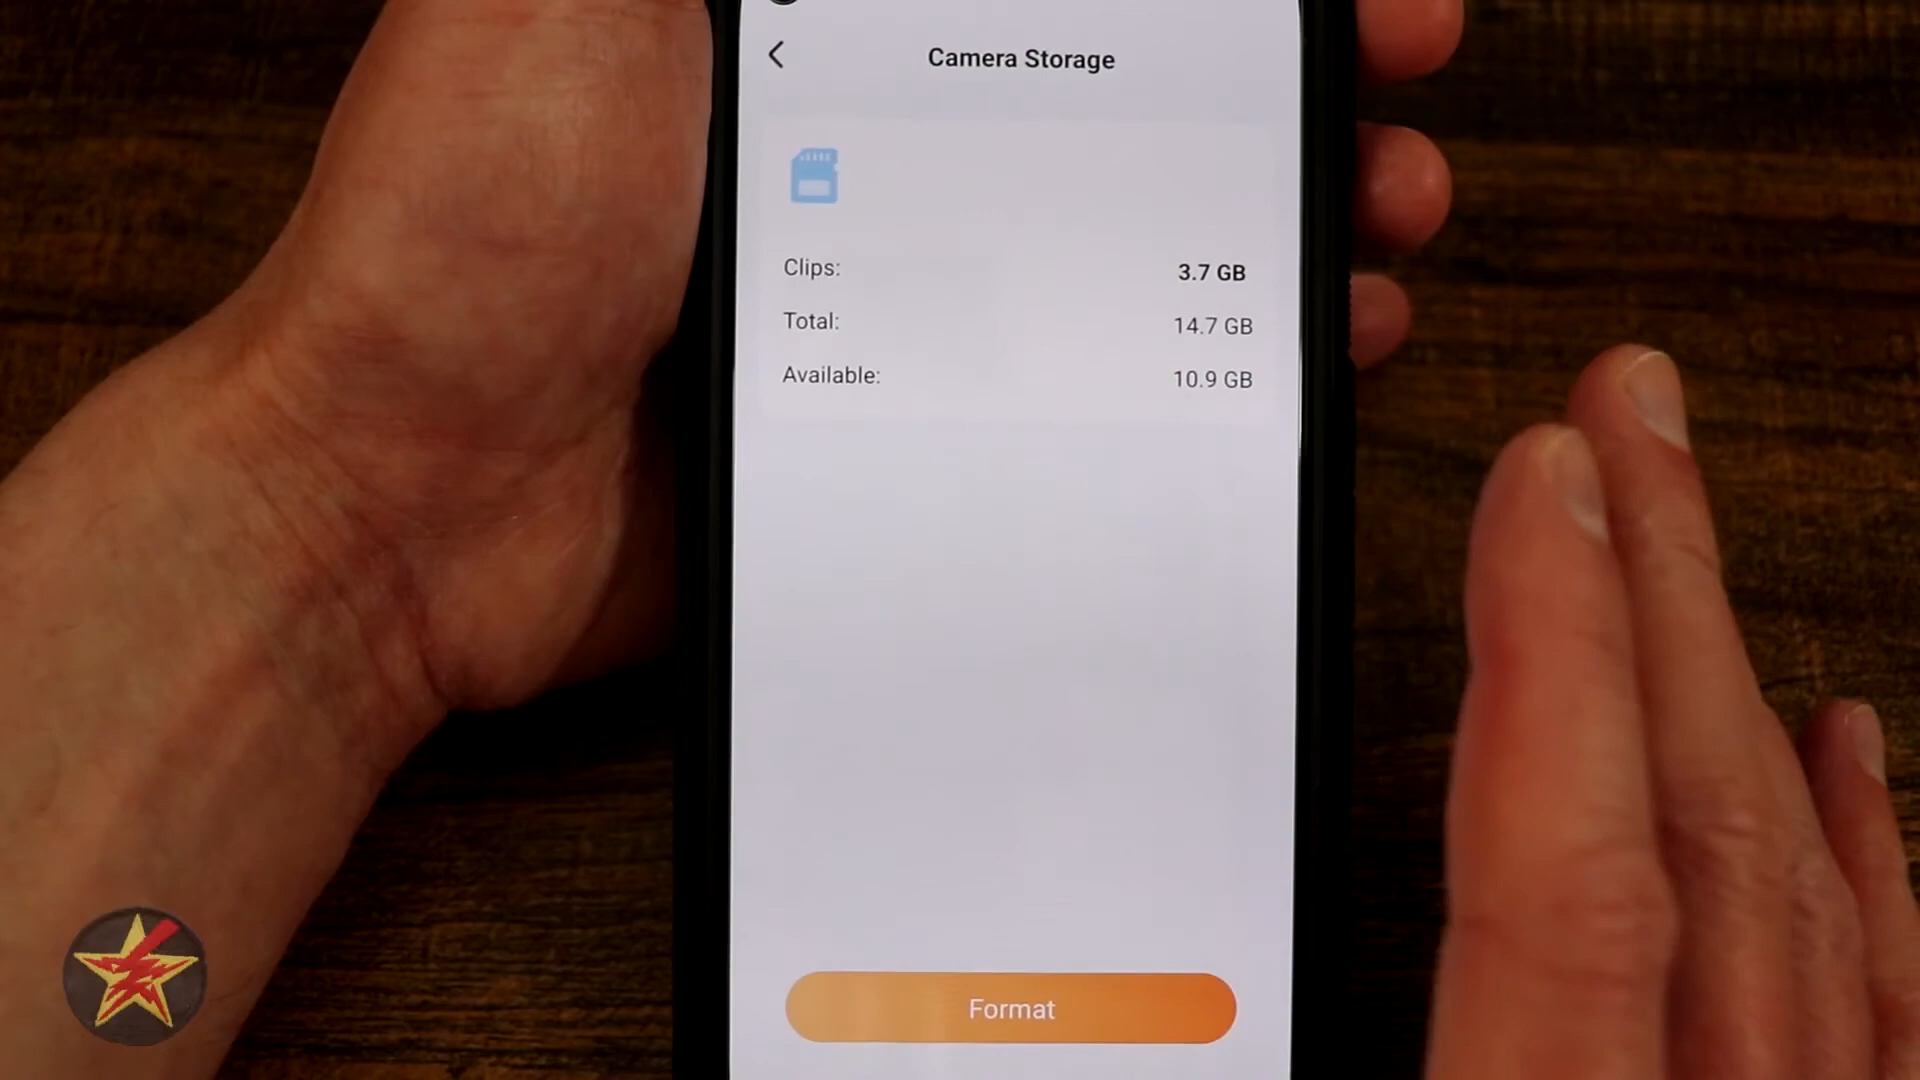 Camera Storage
Clips: 3.7 GB
Total: 14.7 GB
Available: 10.9 GB
Format